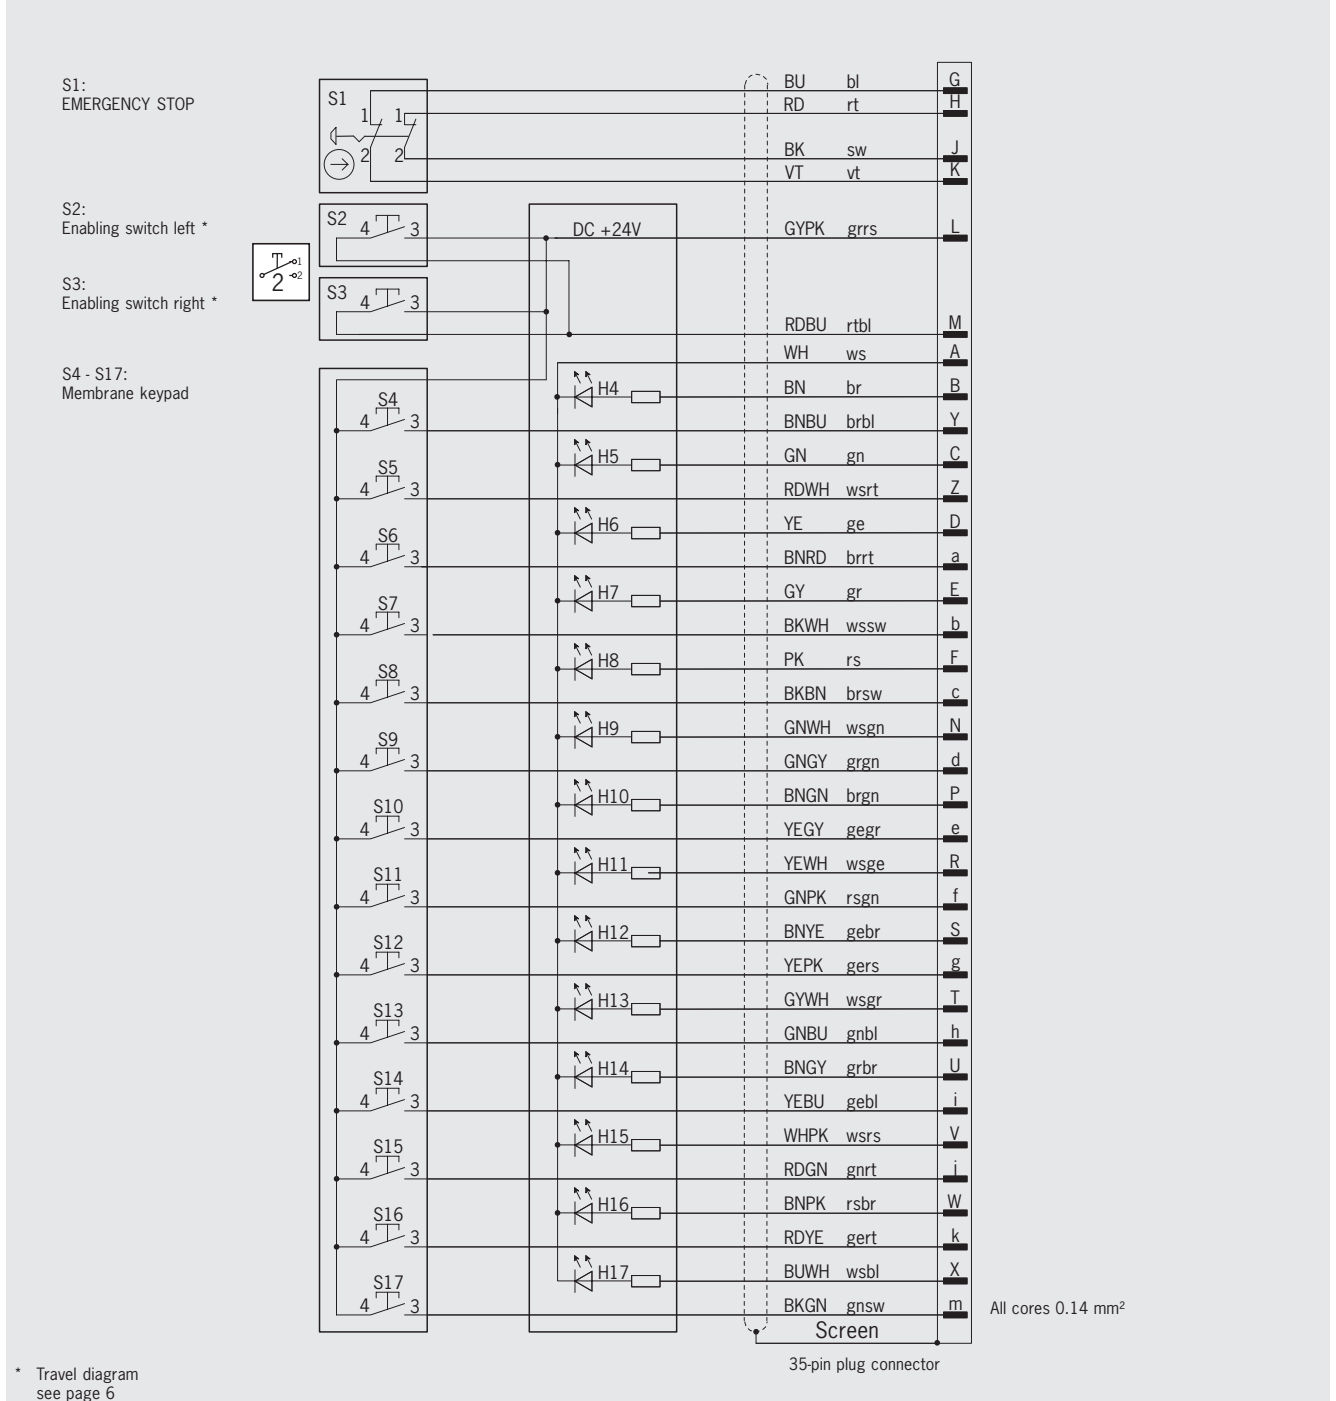 S1:
EMERGENCY STOP
S1
1 1
2 2
BU bl G
RD rt H
BK sw J
VT vt K
S2:
Enabling switch left *
S2 4 3
DC +24V
GYPK grrs L
1
2
2
S3:
Enabling switch right *
S3 4 3
RDBU rtbl M
WH ws A
S4 - S17:
Membrane keypad
H4 BN br B
S4
4 3 BNBU brbl Y
H5 GN gn C
S5
4 3 RDWH wsrt Z
H6 YE ge D
S6
4 3 BNRD brrt a
H7 GY gr E
S7
4 3 BKWH wssw b
H8 PK rs F
S8
4 3 BKBN brsw c
H9 GNWH wsgn N
S9
4 3 GNGY grgn d
H10 BNGN brgn P
S10
4 3 YEGY gegr e
H11 YEWH wsge R
S11
4 3 GNPK rsgn f
H12 BNYE gebr S
S12
4 3 YEPK gers g
H13 GYWH wsgr T
S13
4 3 GNBU gnbl h
H14 BNGY grbr U
S14
4 3 YEBU gebl i
H15 WHPK wsrs V
S15
4 3 RDGN gnrt j
H16 BNPK rsbr W
S16
4 3 RDYE gert k
H17 BUWH wsbl X
S17
4 3 BKGN gnsw m
All cores 0.14 mm²
Screen
35-pin plug connector
* Travel diagram
see page 6